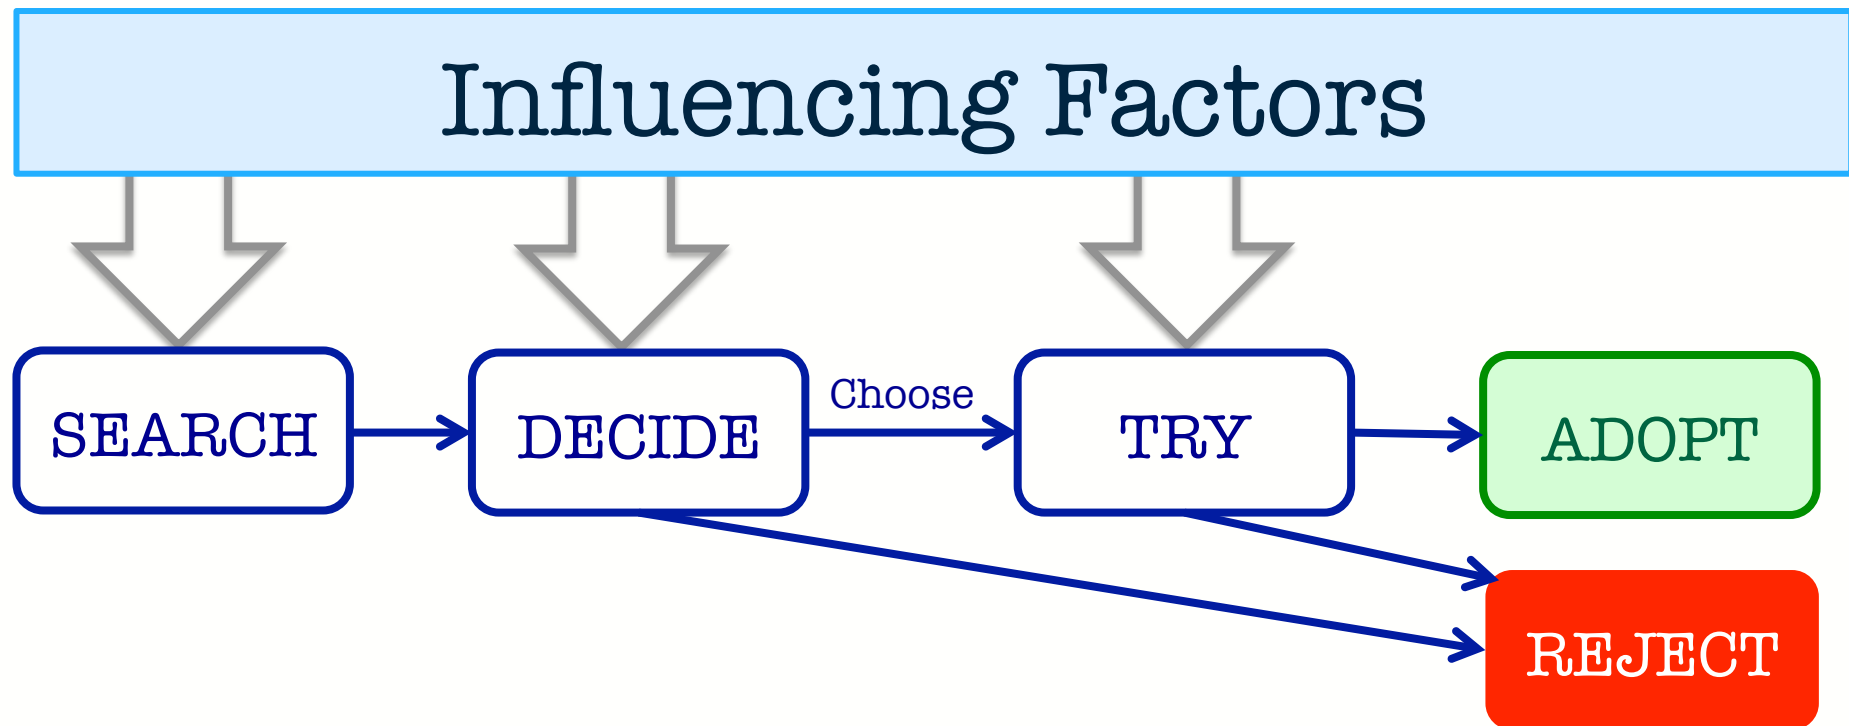 Influencing Factors
SEARCH
DECIDE
Choose
TRY
ADOPT
REJECT